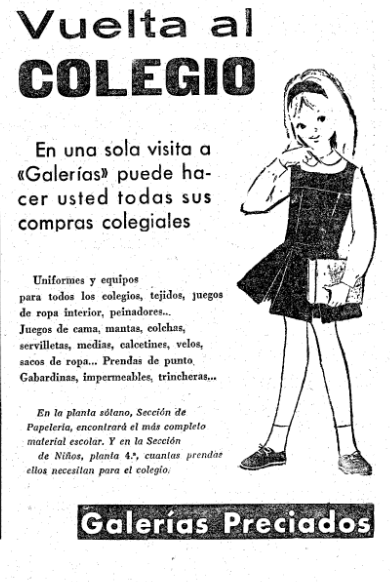 Vuelta al
COLEGIO
En una sola visita a
«Galerías» puede ha-
cer usted todas sus
compras colegiales
Uniformes y equipos
para todos los colegios, tejidos, juegos
de ropa interior, peinadores...
Juegos de cama, mantas, colchas,
servilletas, medias, calcetines, velos,
sacos de ropa... Prendas de punto.
Gabardinas, impermeables, trincheras...
En la planta sótano, Sección de
Papelería, encontrará el más completo
material escolar. Y en la Sección
de Niños, planta 4.ª, cuantas prendas
ellos necesitan para el colegio.
Galerías Preciados